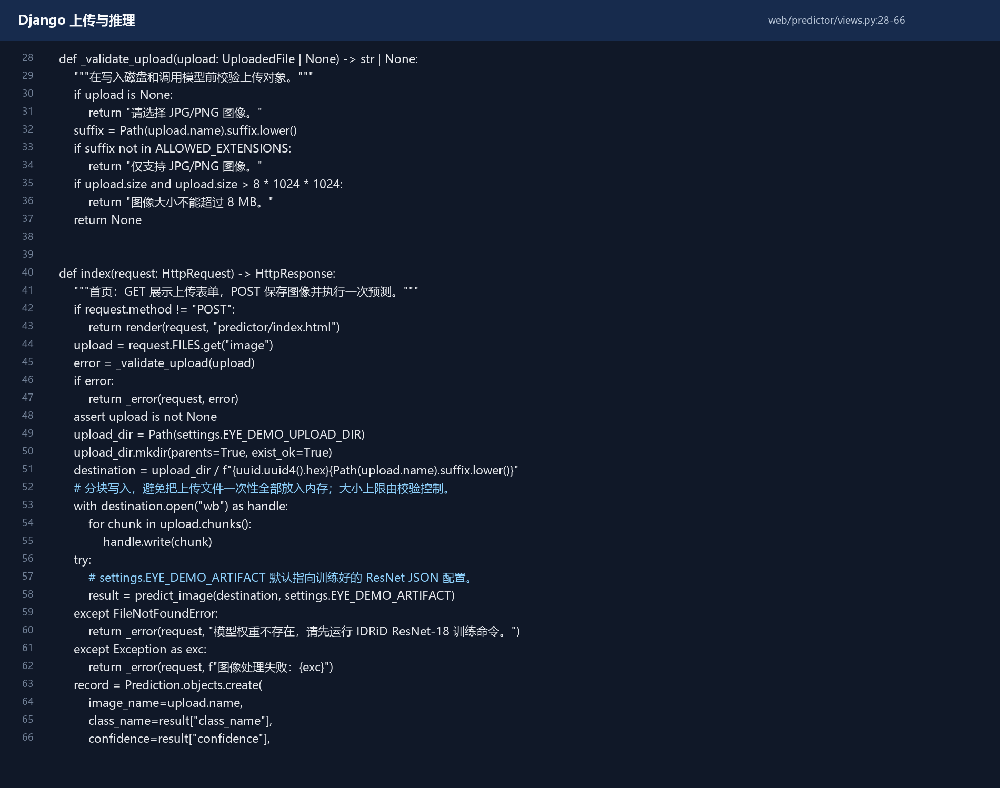 Django 上传与推理
web/predictor/views.py:28-66
28 def _validate_upload(upload: UploadedFile | None) -> str | None:
29 """在写入磁盘和调用模型前校验上传对象。"""
30 if upload is None:
31 return "请选择 JPG/PNG 图像。"
32 suffix = Path(upload.name).suffix.lower()
33 if suffix not in ALLOWED_EXTENSIONS:
34 return "仅支持 JPG/PNG 图像。"
35 if upload.size and upload.size > 8 * 1024 * 1024:
36 return "图像大小不能超过 8 MB。"
37 return None
38
39
40 def index(request: HttpRequest) -> HttpResponse:
41 """首页：GET 展示上传表单，POST 保存图像并执行一次预测。"""
42 if request.method != "POST":
43 return render(request, "predictor/index.html")
44 upload = request.FILES.get("image")
45 error = _validate_upload(upload)
46 if error:
47 return _error(request, error)
48 assert upload is not None
49 upload_dir = Path(settings.EYE_DEMO_UPLOAD_DIR)
50 upload_dir.mkdir(parents=True, exist_ok=True)
51 destination = upload_dir / f"{uuid.uuid4().hex}{Path(upload.name).suffix.lower()}"
52 # 分块写入，避免把上传文件一次性全部放入内存；大小上限由校验控制。
53 with destination.open("wb") as handle:
54 for chunk in upload.chunks():
55 handle.write(chunk)
56 try:
57 # settings.EYE_DEMO_ARTIFACT 默认指向训练好的 ResNet JSON 配置。
58 result = predict_image(destination, settings.EYE_DEMO_ARTIFACT)
59 except FileNotFoundError:
60 return _error(request, "模型权重不存在，请先运行 IDRiD ResNet-18 训练命令。")
61 except Exception as exc:
62 return _error(request, f"图像处理失败：{exc}")
63 record = Prediction.objects.create(
64 image_name=upload.name,
65 class_name=result["class_name"],
66 confidence=result["confidence"],